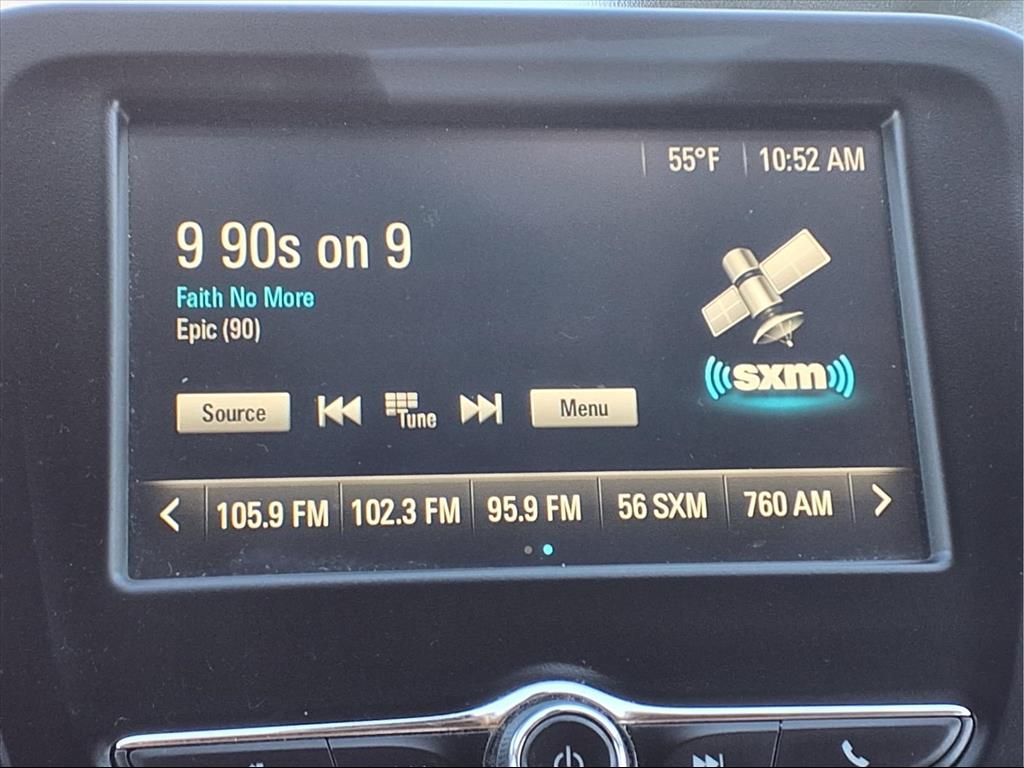 55°F 10:52 AM
9 90s on 9
Faith No More
Epic (90)
sxm
Source Tune Menu
105.9 FM 102.3 FM 95.9 FM 56 SXM 760 AM